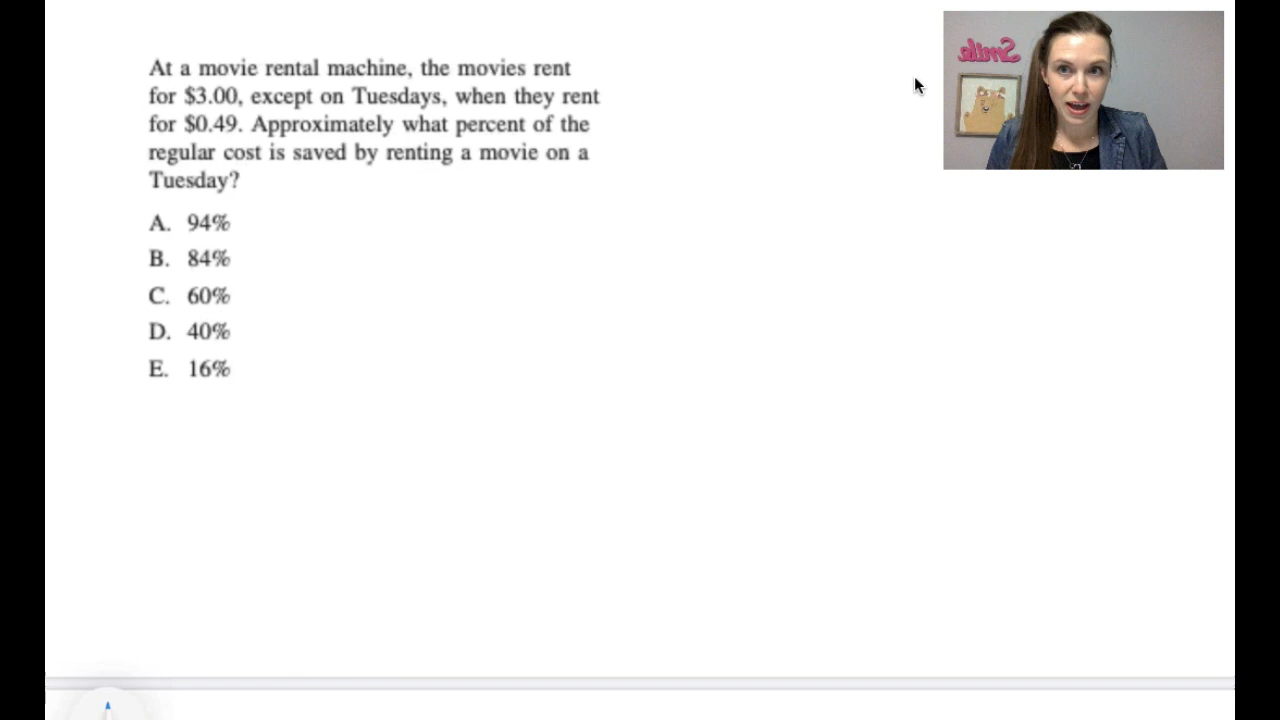 At a movie rental machine, the movies rent
for $3.00, except on Tuesdays, when they rent
for $0.49. Approximately what percent of the
regular cost is saved by renting a movie on a
Tuesday?
A. 94%
B. 84%
C. 60%
D. 40%
E. 16%
Smile